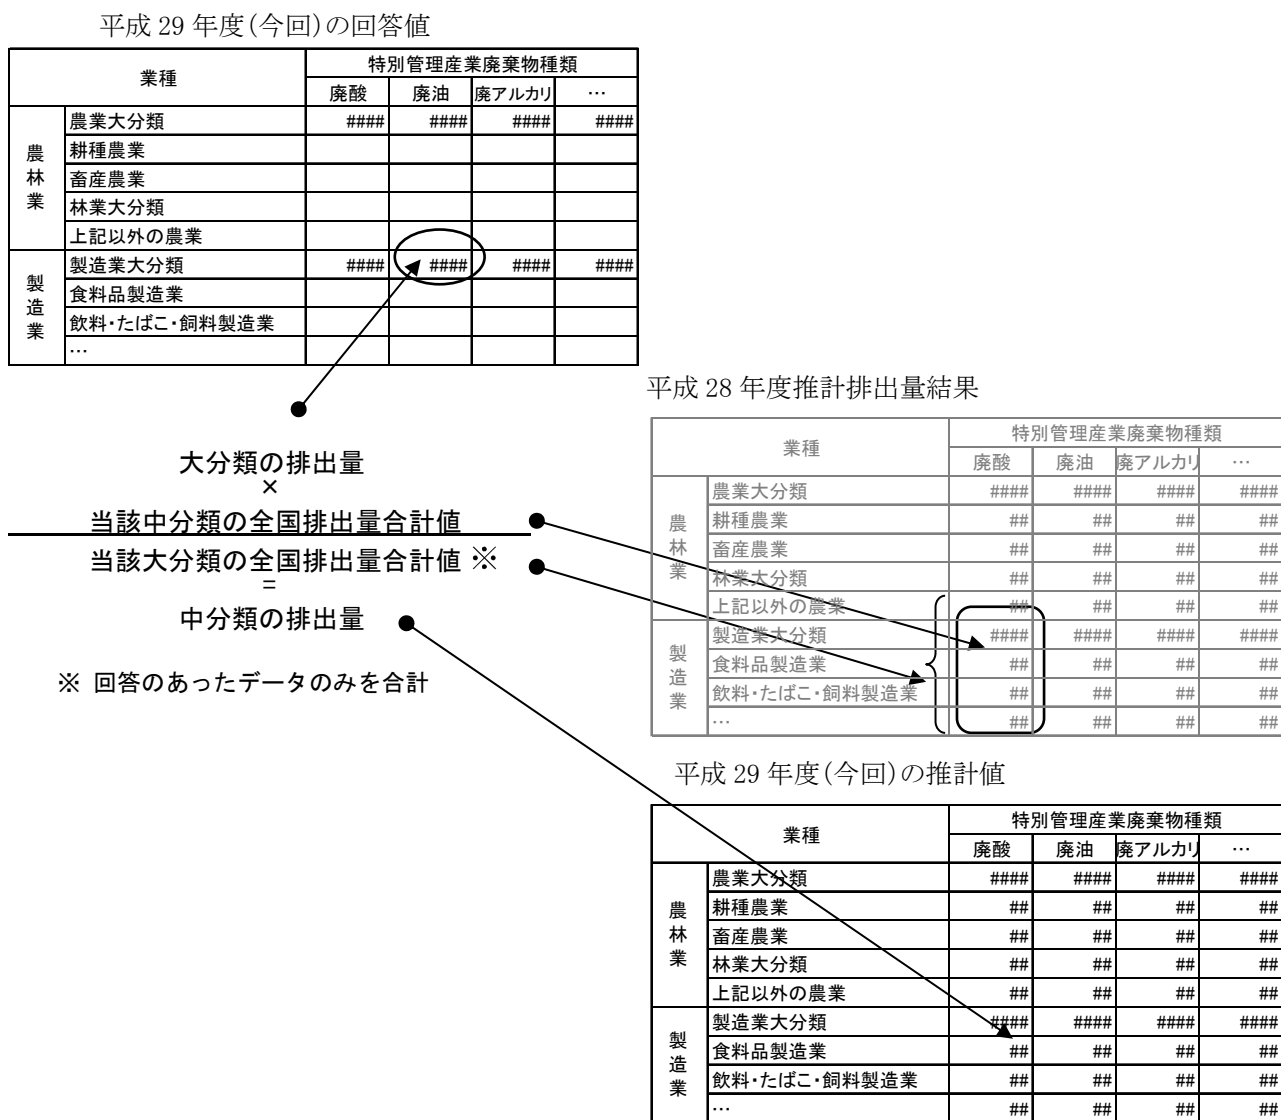 平成 29 年度(今回)の回答値
業種 特別管理産業廃棄物種類
廃酸 廃油 廃アルカリ …
農林業
農業大分類 #### #### #### ####
耕種農業
畜産農業
林業大分類
上記以外の農業
製造業
製造業大分類 #### #### #### ####
食料品製造業
飲料・たばこ・飼料製造業
…
大分類の排出量
×
当該中分類の全国排出量合計値
当該大分類の全国排出量合計値 ※
=
中分類の排出量
※ 回答のあったデータのみを合計
平成 28 年度推計排出量結果
業種 特別管理産業廃棄物種類
廃酸 廃油 廃アルカリ …
農林業
農業大分類 #### #### #### ####
耕種農業 ## ## ## ##
畜産農業 ## ## ## ##
林業大分類 ## ## ## ##
上記以外の農業 ## ## ## ##
製造業
製造業大分類 #### #### #### ####
食料品製造業 ## ## ## ##
飲料・たばこ・飼料製造業 ## ## ## ##
… ## ## ## ##
平成 29 年度(今回)の推計値
業種 特別管理産業廃棄物種類
廃酸 廃油 廃アルカリ …
農林業
農業大分類 #### #### #### ####
耕種農業 ## ## ## ##
畜産農業 ## ## ## ##
林業大分類 ## ## ## ##
上記以外の農業 ## ## ## ##
製造業
製造業大分類 #### #### #### ####
食料品製造業 ## ## ## ##
飲料・たばこ・飼料製造業 ## ## ## ##
… ## ## ## ##